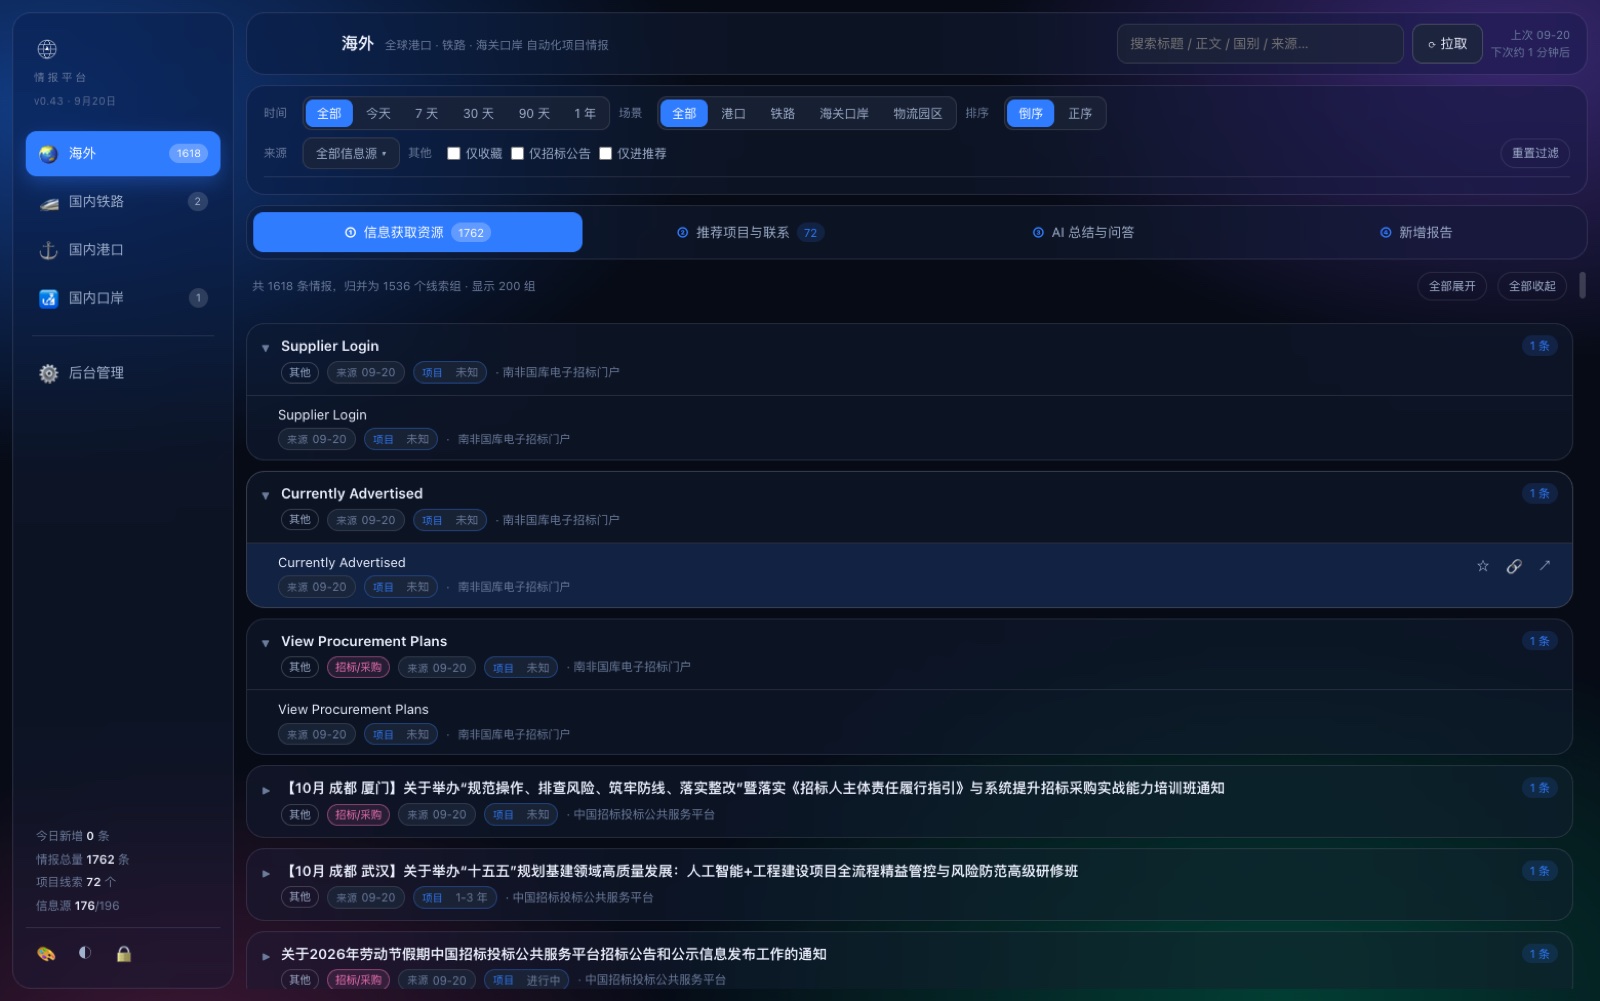 情报平台
v0.43 · 9月20日
海外 1618
国内铁路 2
国内港口
国内口岸 1
后台管理
今日新增 0 条
情报总量 1762 条
项目线索 72 个
信息源 176/196
海外 全球港口 · 铁路 · 海关口岸 自动化项目情报
搜索标题 / 正文 / 国别 / 来源...
⟳ 拉取
上次 09-20
下次约 1 分钟后
时间 全部 今天 7 天 30 天 90 天 1 年 场景 全部 港口 铁路 海关口岸 物流园区 排序 倒序 正序
来源 全部信息源 ▾ 其他 仅收藏 仅招标公告 仅进推荐 重置过滤
① 信息获取资源 1762 ② 推荐项目与联系 72 ③ AI 总结与问答 ④ 新增报告
共 1618 条情报，归并为 1536 个线索组 · 显示 200 组 全部展开 全部收起
▼ Supplier Login 1 条
其他 来源 09-20 项目 未知 · 南非国库电子招标门户
Supplier Login
来源 09-20 项目 未知 · 南非国库电子招标门户
▼ Currently Advertised 1 条
其他 来源 09-20 项目 未知 · 南非国库电子招标门户
Currently Advertised
来源 09-20 项目 未知 · 南非国库电子招标门户
▼ View Procurement Plans 1 条
其他 招标/采购 来源 09-20 项目 未知 · 南非国库电子招标门户
View Procurement Plans
来源 09-20 项目 未知 · 南非国库电子招标门户
▶ 【10月 成都 厦门】关于举办“规范操作、排查风险、筑牢防线、落实整改”暨落实《招标人主体责任履行指引》与系统提升招标采购实战能力培训班通知 1 条
其他 招标/采购 来源 09-20 项目 未知 · 中国招标投标公共服务平台
▶ 【10月 成都 武汉】关于举办“十五五”规划基建领域高质量发展：人工智能+工程建设项目全流程精益管控与风险防范高级研修班 1 条
其他 来源 09-20 项目 1-3 年 · 中国招标投标公共服务平台
▶ 关于2026年劳动节假期中国招标投标公共服务平台招标公告和公示信息发布工作的通知 1 条
其他 招标/采购 来源 09-20 项目 进行中 · 中国招标投标公共服务平台